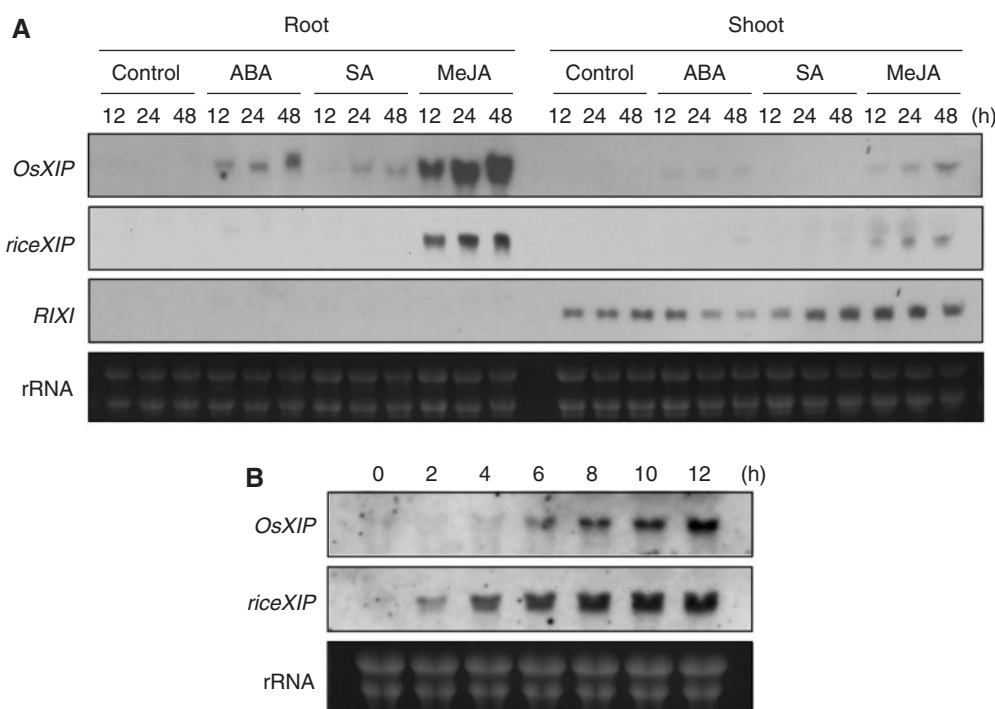 A
Root Shoot
Control ABA SA MeJA Control ABA SA MeJA
12 24 48 12 24 48 12 24 48 12 24 48 12 24 48 12 24 48 12 24 48 12 24 48 (h)
OsXIP
riceXIP
RIXI
rRNA
B
0 2 4 6 8 10 12 (h)
OsXIP
riceXIP
rRNA